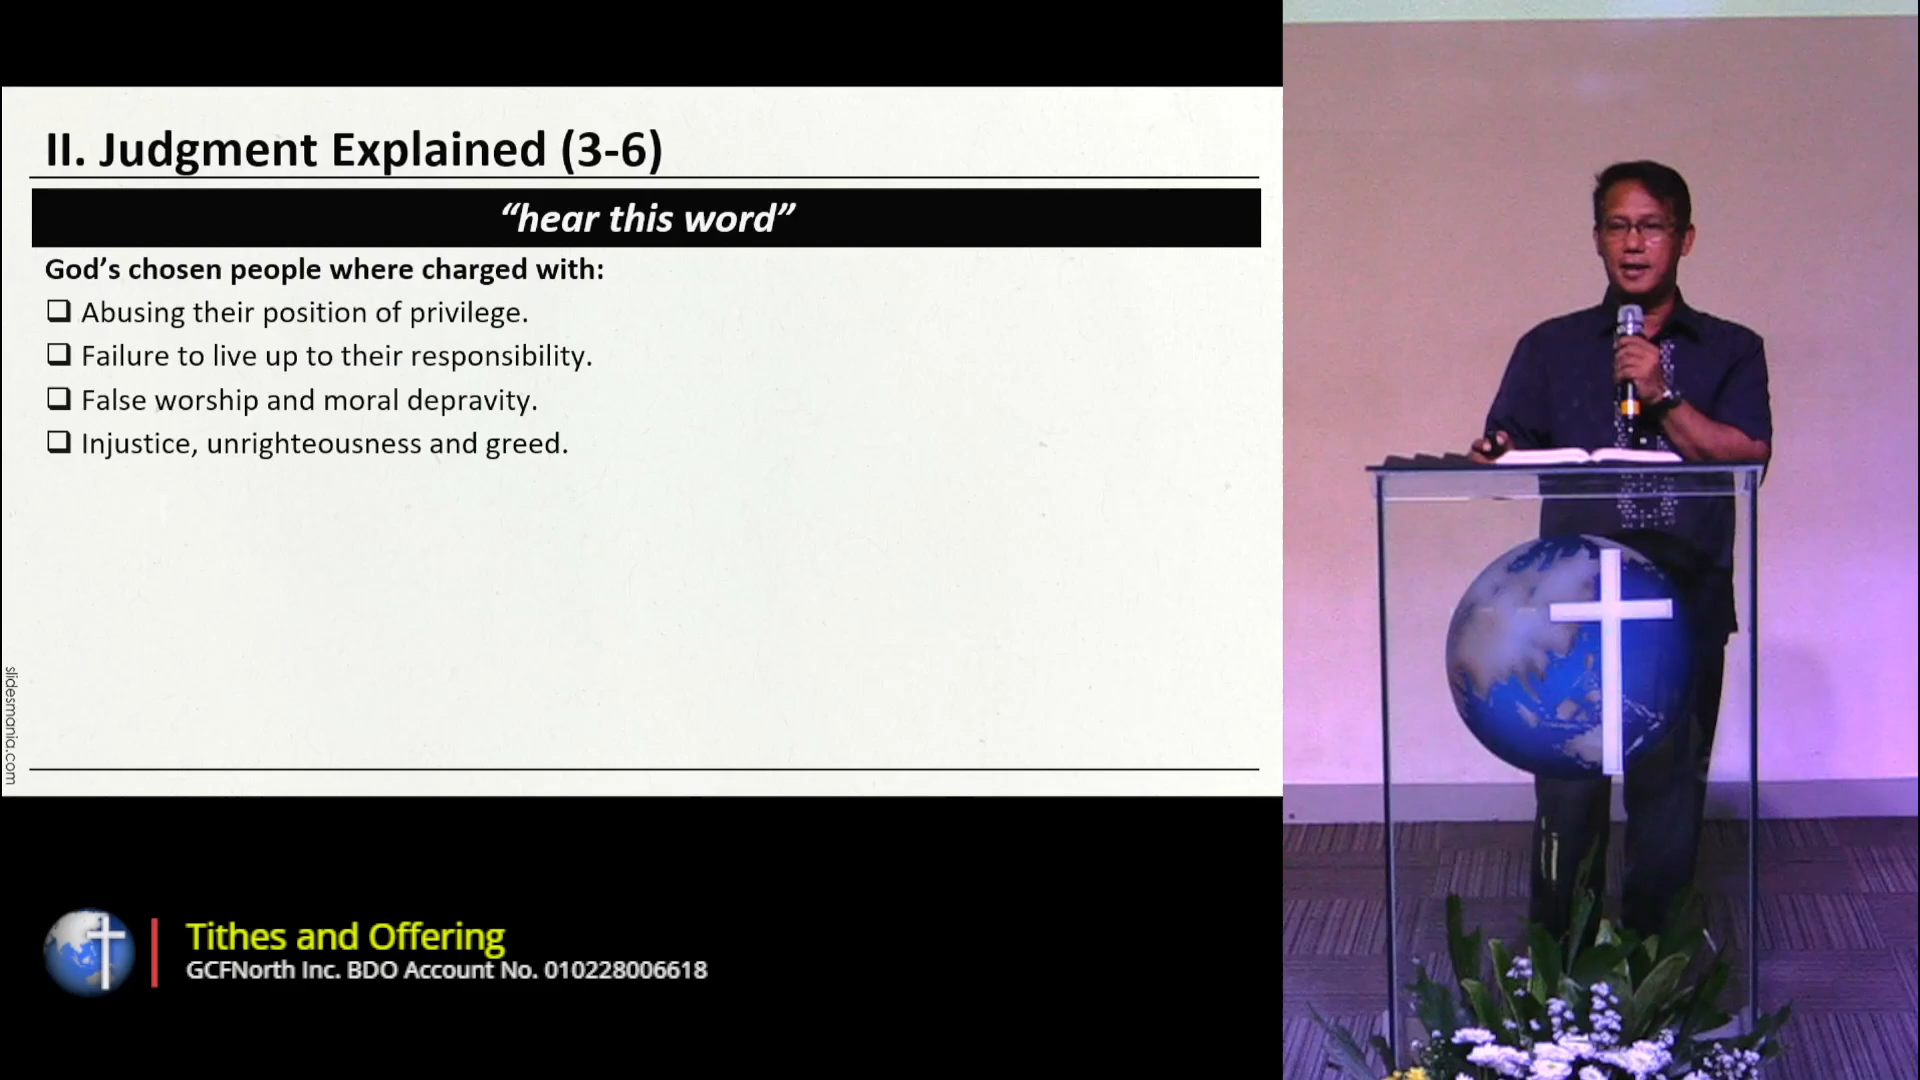 II. Judgment Explained (3-6)
“hear this word”
God’s chosen people where charged with:
❑ Abusing their position of privilege.
❑ Failure to live up to their responsibility.
❑ False worship and moral depravity.
❑ Injustice, unrighteousness and greed.
slidesmania.com
Tithes and Offering
GCFNorth Inc. BDO Account No. 010228006618